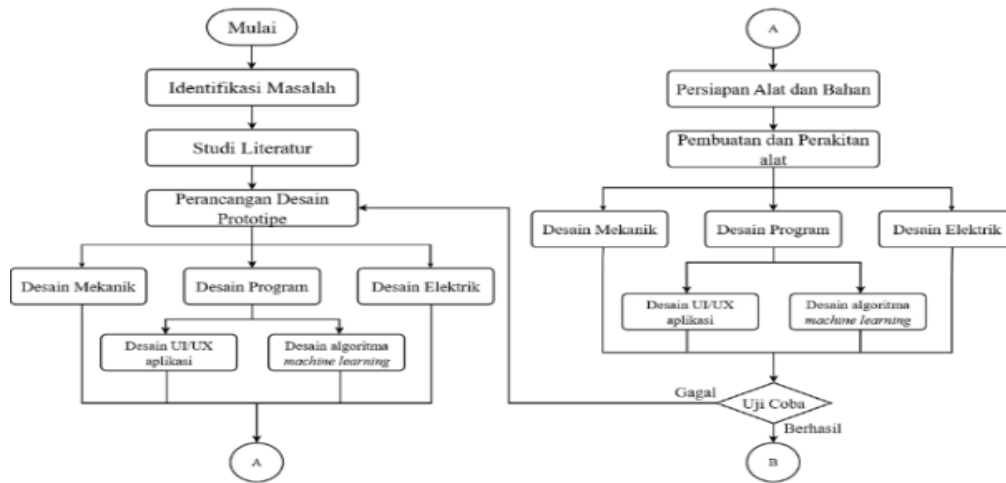 Mulai
Identifikasi Masalah
Studi Literatur
Perancangan Desain
Prototipe
Desain Mekanik
Desain Program
Desain Elektrik
Desain UI/UX
aplikasi
Desain algoritma
machine learning
A
A
Persiapan Alat dan Bahan
Pembuatan dan Perakitan
alat
Desain Mekanik
Desain Program
Desain Elektrik
Desain UI/UX
aplikasi
Desain algoritma
machine learning
Gagal
Uji Coba
Berhasil
B